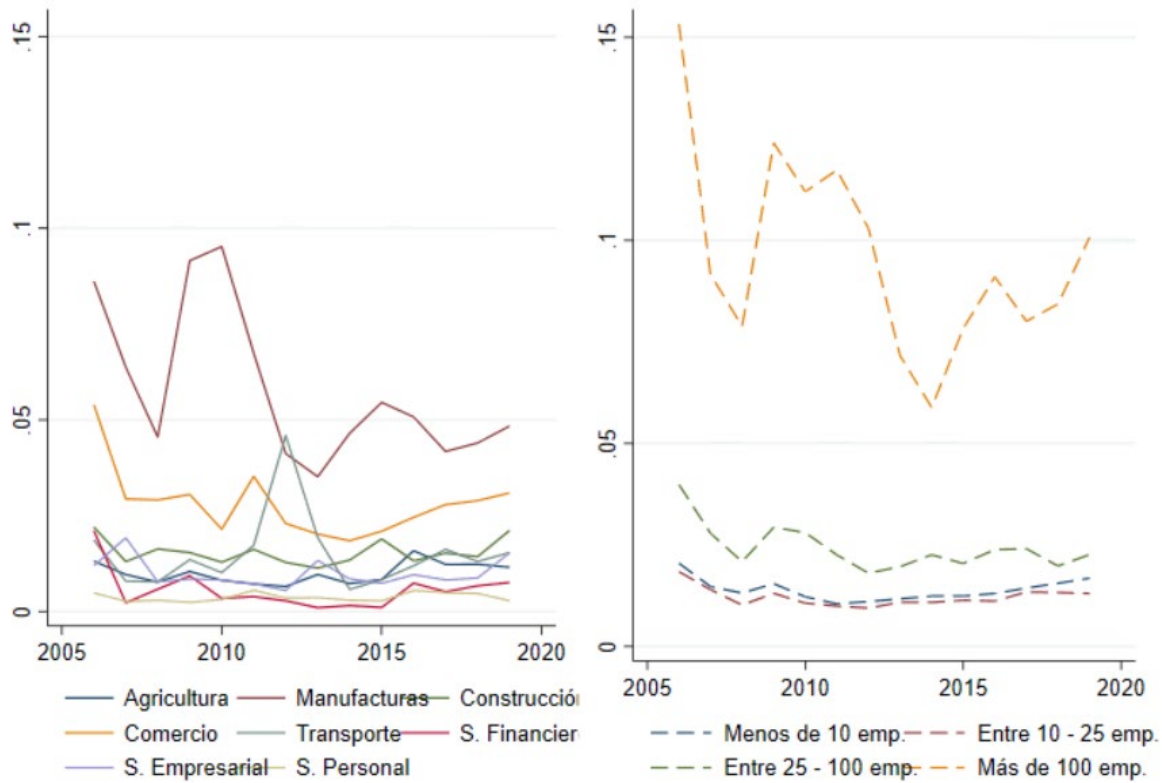 .15
.1
.05
0
2005 2010 2015 2020
Agricultura Manufacturas Construcción
Comercio Transporte S. Financier
S. Empresarial S. Personal
.15
.1
.05
0
2005 2010 2015 2020
Menos de 10 emp. Entre 10 - 25 emp.
Entre 25 - 100 emp. Más de 100 emp.